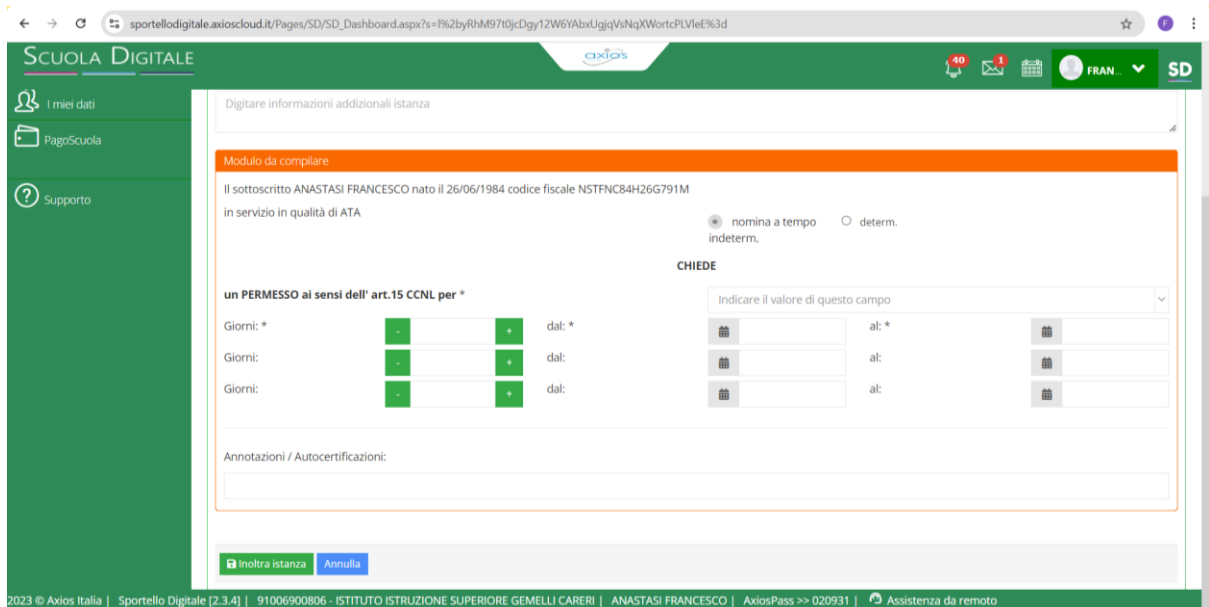 sportellodigitale.axioscloud.it/Pages/SD/SD_Dashboard.aspx?s=l%2byRhM97t0jcDgy12W6YAbxUgjqVsNqXWortcPLVleE%3d
F
SCUOLA DIGITALE
axios
40
1
FRAN...
SD
I miei dati
PagoScuola
Supporto
Digitare informazioni addizionali istanza
Modulo da compilare
Il sottoscritto ANASTASI FRANCESCO nato il 26/06/1984 codice fiscale NSTFNC84H26G791M
in servizio in qualità di ATA
nomina a tempo indeterm.
determ.
CHIEDE
un PERMESSO ai sensi dell' art.15 CCNL per *
Indicare il valore di questo campo
Giorni: * - + dal: * al: *
Giorni: - + dal: al:
Giorni: - + dal: al:
Annotazioni / Autocertificazioni:
Inoltra istanza Annulla
2023 © Axios Italia | Sportello Digitale [2.3.4] | 91006900806 - ISTITUTO ISTRUZIONE SUPERIORE GEMELLI CARERI | ANASTASI FRANCESCO | AxiosPass >> 020931 | Assistenza da remoto